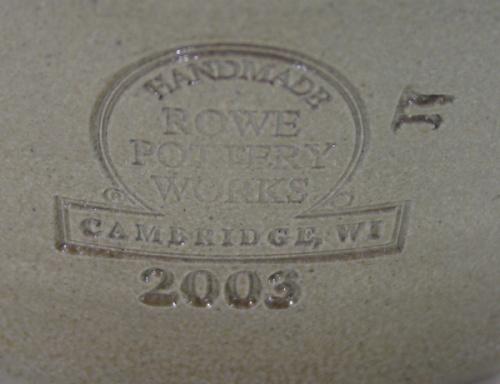 HANDMADE
ROWE
POTTERY
WORKS
CAMBRIDGE, WI
2003